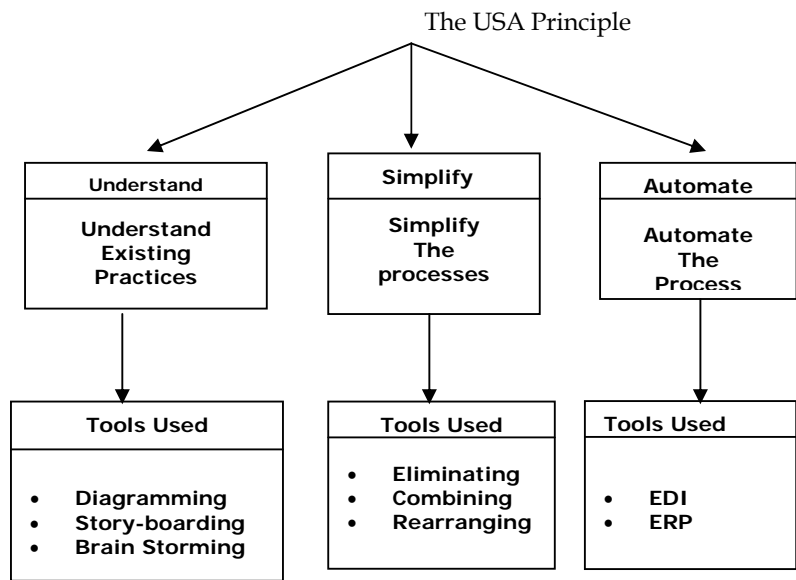 The USA Principle
Understand
Understand
Existing
Practices
Simplify
Simplify
The
processes
Automate
Automate
The
Process
Tools Used
• Diagramming
• Story-boarding
• Brain Storming
Tools Used
• Eliminating
• Combining
• Rearranging
Tools Used
• EDI
• ERP